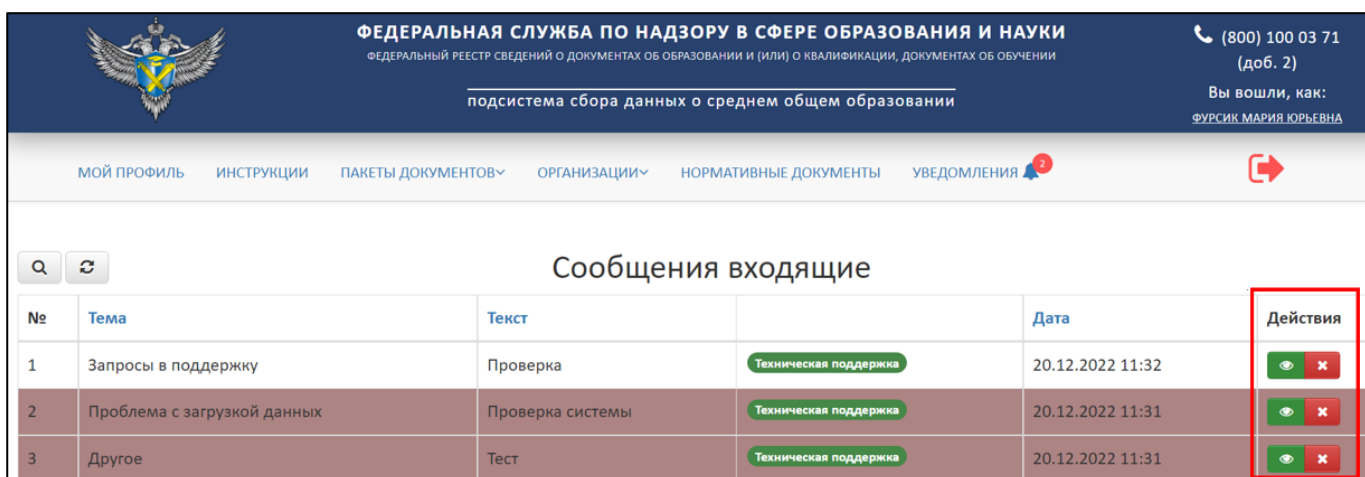 ФЕДЕРАЛЬНАЯ СЛУЖБА ПО НАДЗОРУ В СФЕРЕ ОБРАЗОВАНИЯ И НАУКИ
ФЕДЕРАЛЬНЫЙ РЕЕСТР СВЕДЕНИЙ О ДОКУМЕНТАХ ОБ ОБРАЗОВАНИИ И (ИЛИ) О КВАЛИФИКАЦИИ, ДОКУМЕНТАХ ОБ ОБУЧЕНИИ
подсистема сбора данных о среднем общем образовании
(800) 100 03 71
(доб. 2)
Вы вошли, как:
ФУРСИК МАРИЯ ЮРЬЕВНА
МОЙ ПРОФИЛЬ ИНСТРУКЦИИ ПАКЕТЫ ДОКУМЕНТОВ ОРГАНИЗАЦИИ НОРМАТИВНЫЕ ДОКУМЕНТЫ УВЕДОМЛЕНИЯ 2
Сообщения входящие
№ Тема Текст Дата Действия
1 Запросы в поддержку Проверка Техническая поддержка 20.12.2022 11:32
2 Проблема с загрузкой данных Проверка системы Техническая поддержка 20.12.2022 11:31
3 Другое Тест Техническая поддержка 20.12.2022 11:31